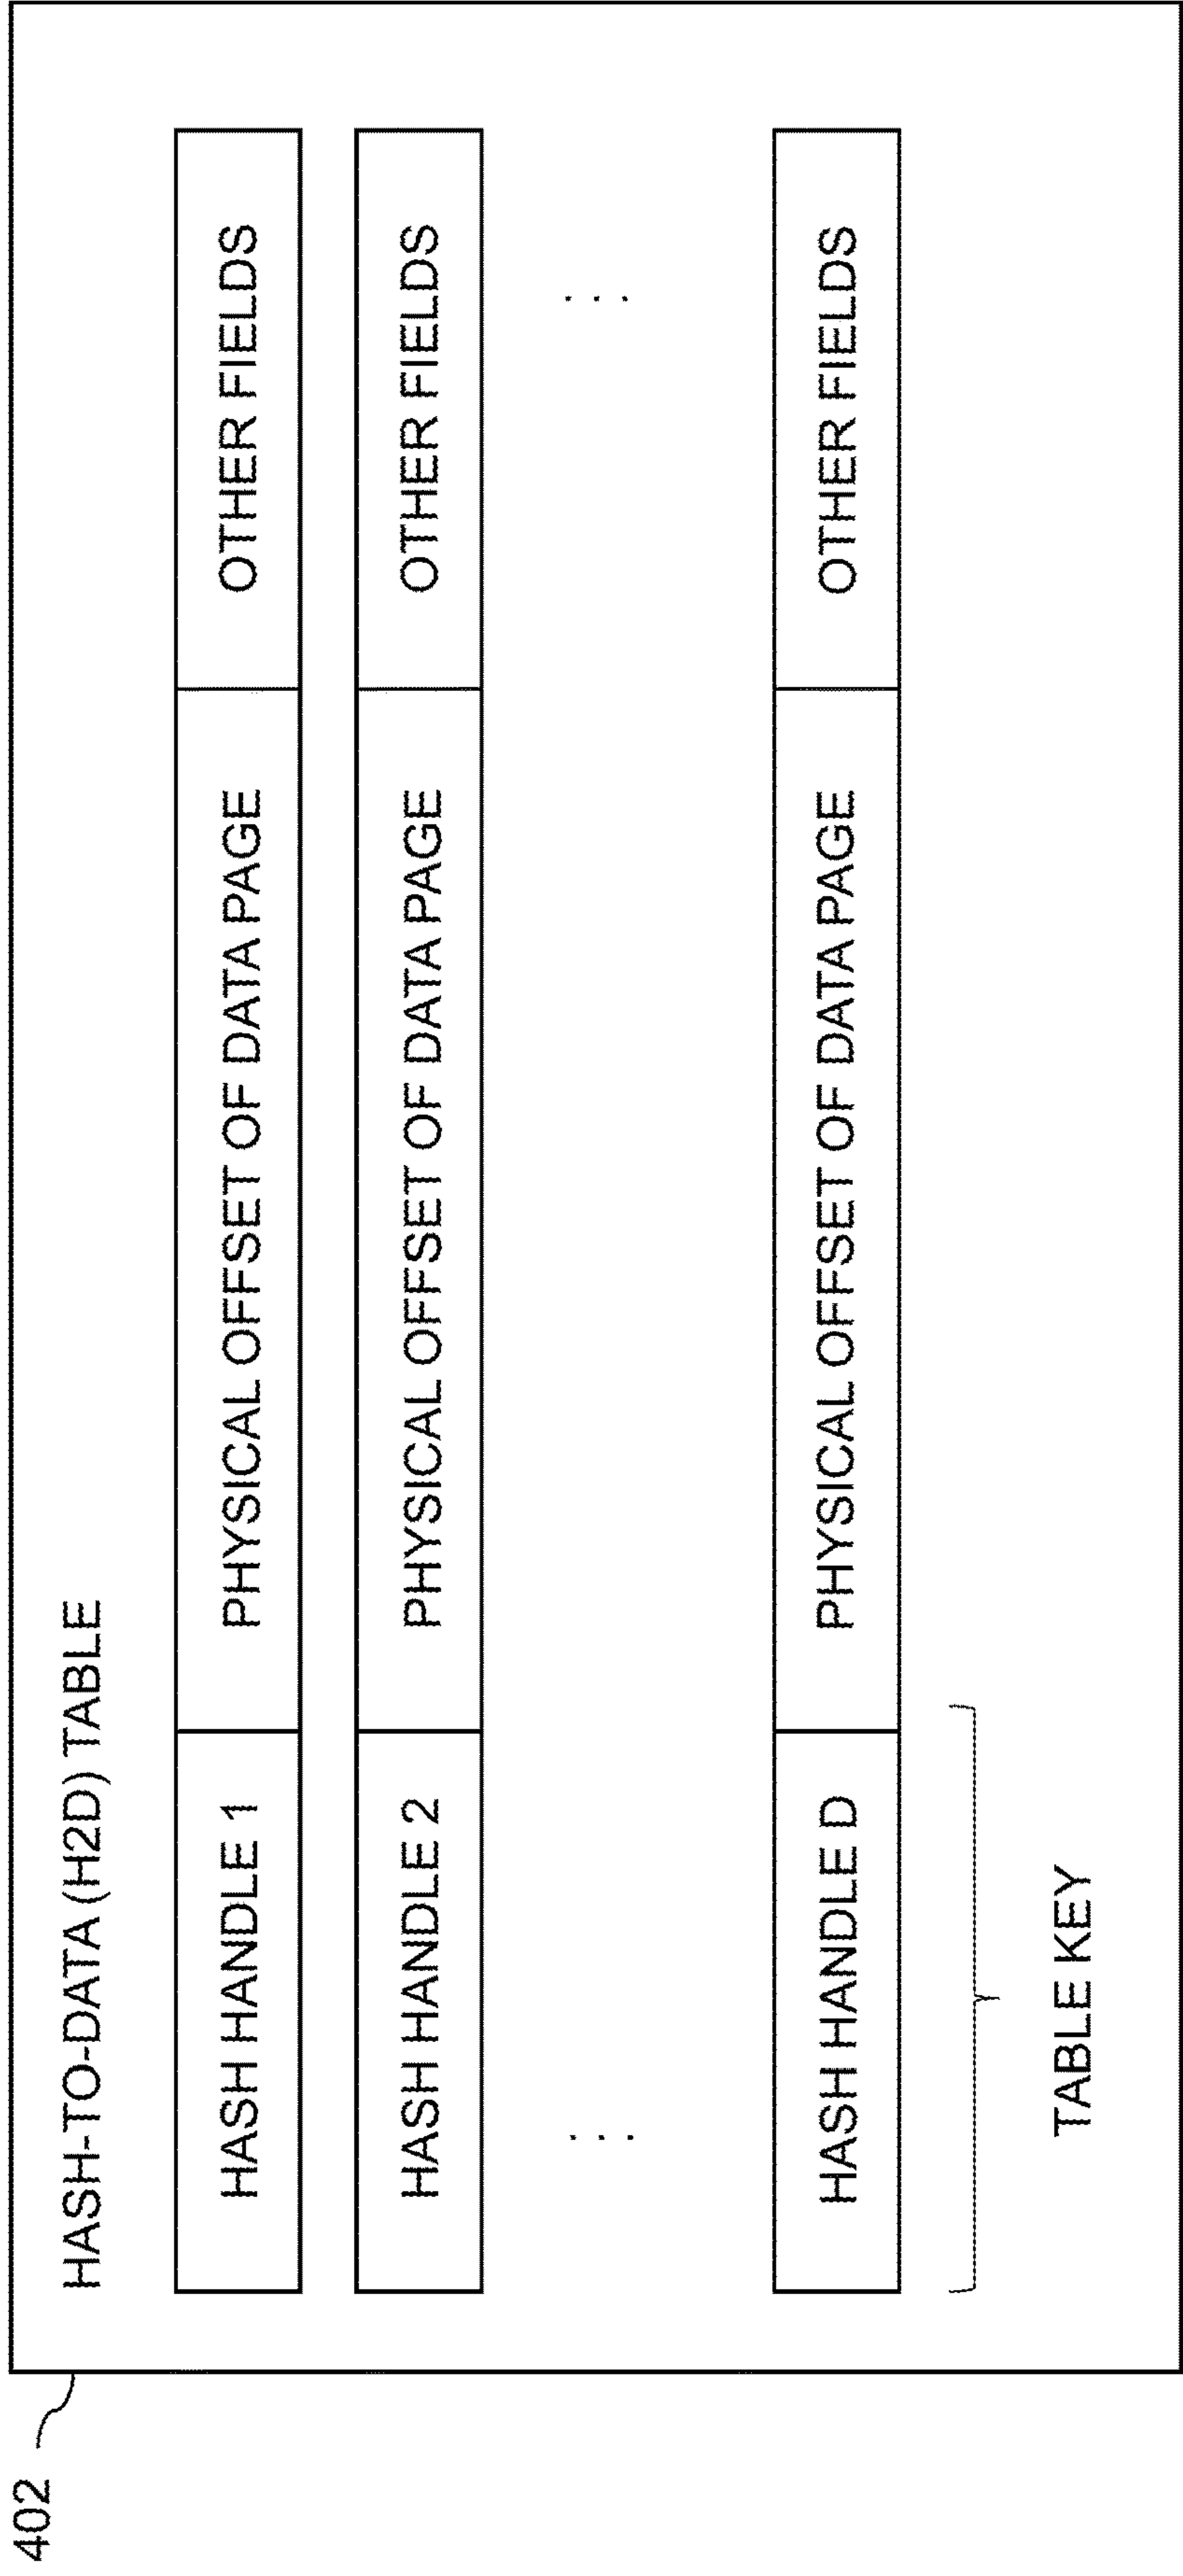 402
HASH-TO-DATA (H2D) TABLE
HASH HANDLE 1 PHYSICAL OFFSET OF DATA PAGE OTHER FIELDS
HASH HANDLE 2 PHYSICAL OFFSET OF DATA PAGE OTHER FIELDS
. . . . . .
HASH HANDLE D PHYSICAL OFFSET OF DATA PAGE OTHER FIELDS
TABLE KEY